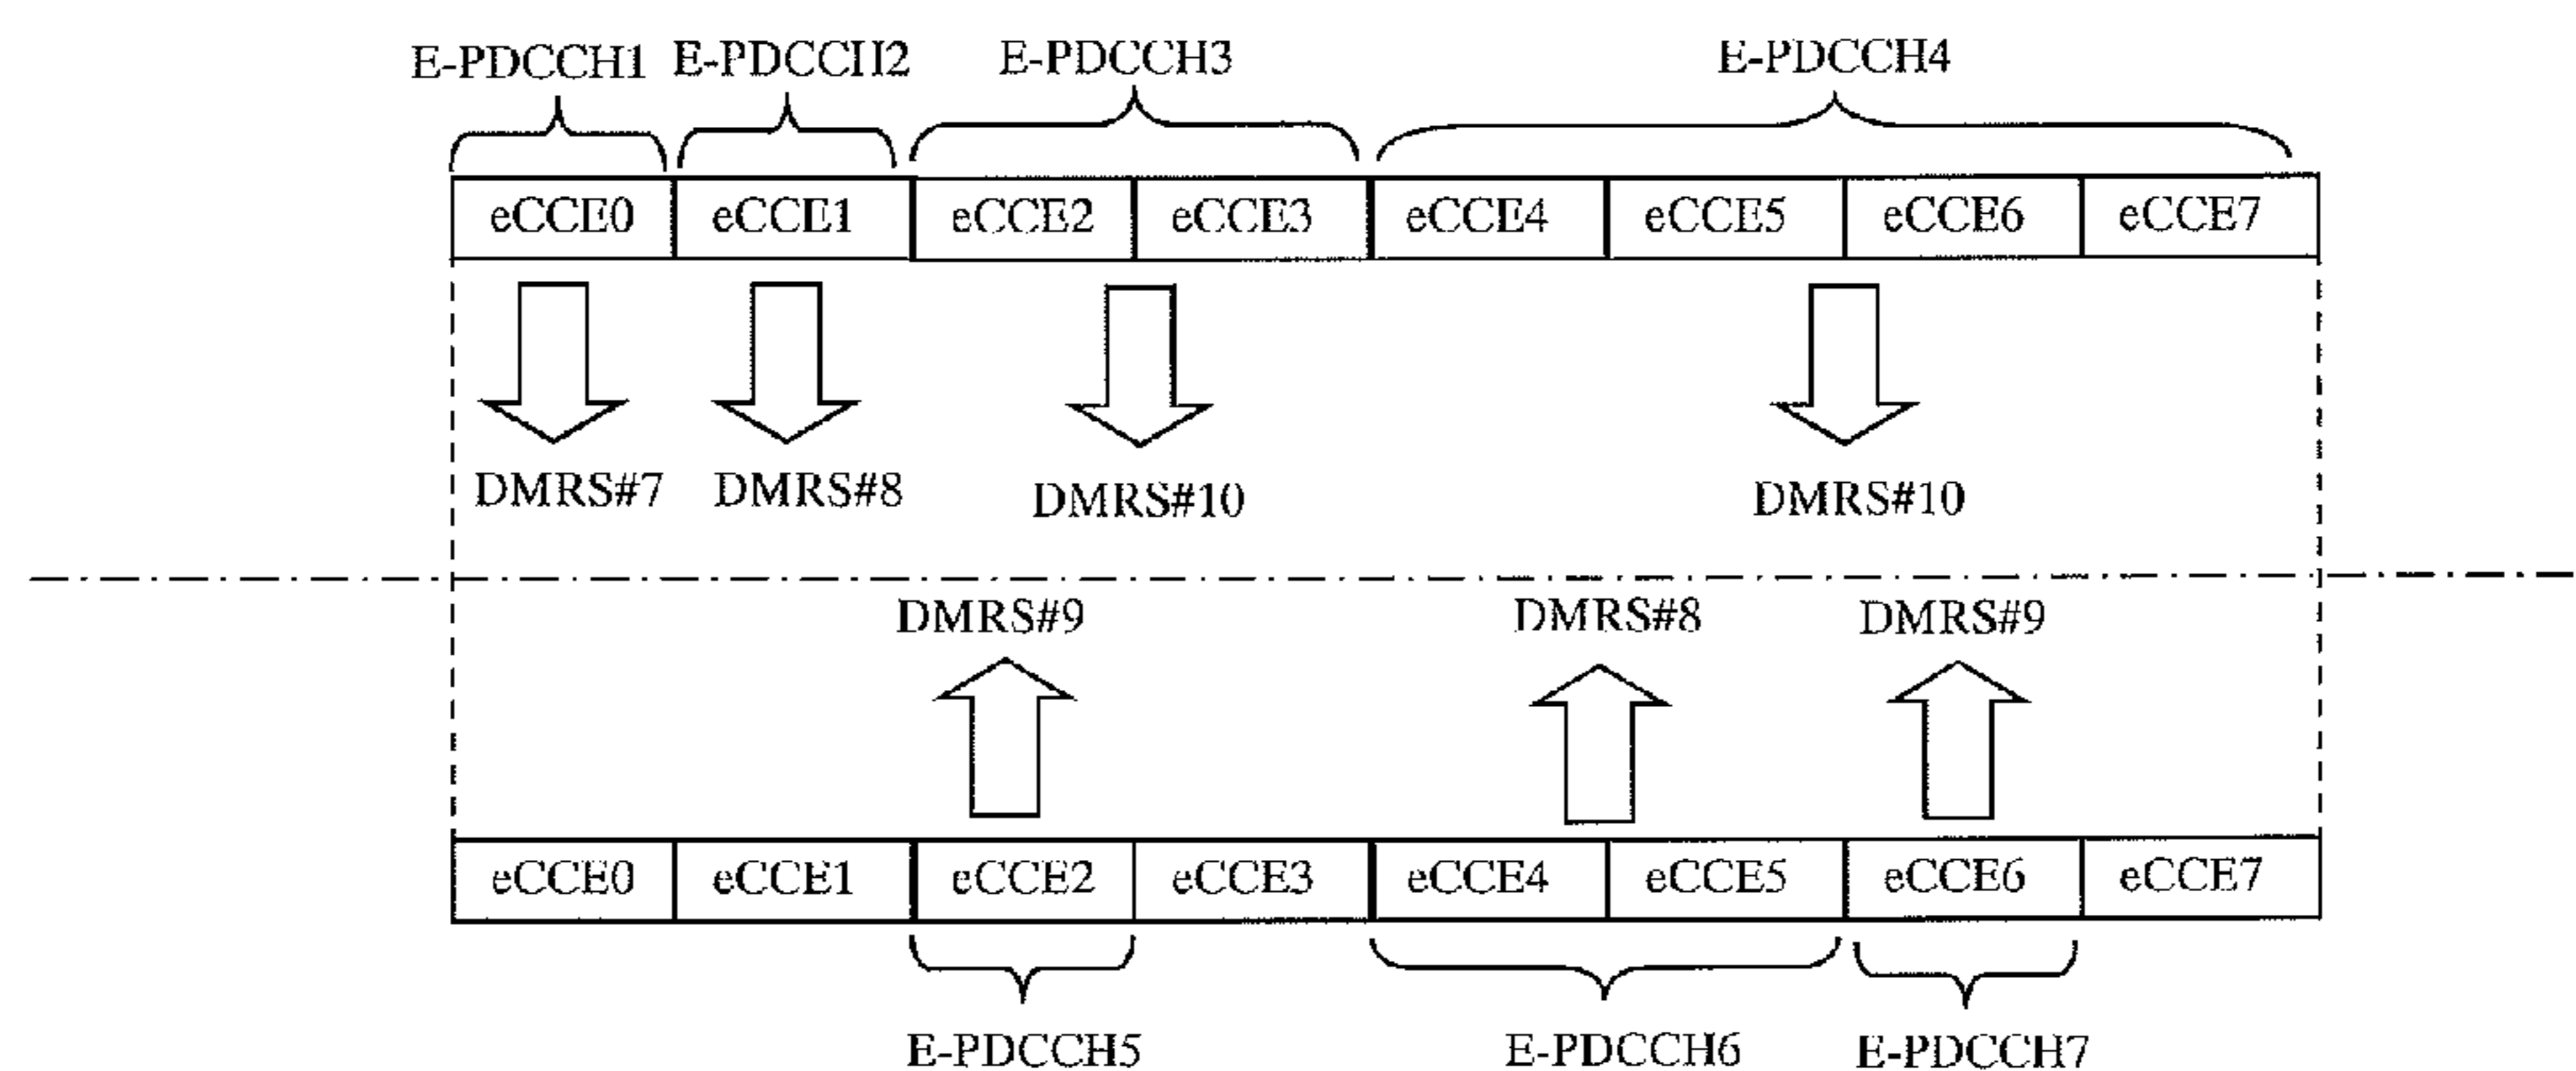 E-PDCCH1 E-PDCCH2 E-PDCCH3 E-PDCCH4
eCCE0 eCCE1 eCCE2 eCCE3 eCCE4 eCCE5 eCCE6 eCCE7
DMRS#7 DMRS#8 DMRS#10 DMRS#10
DMRS#9 DMRS#8 DMRS#9
eCCE0 eCCE1 eCCE2 eCCE3 eCCE4 eCCE5 eCCE6 eCCE7
E-PDCCH5 E-PDCCH6 E-PDCCH7